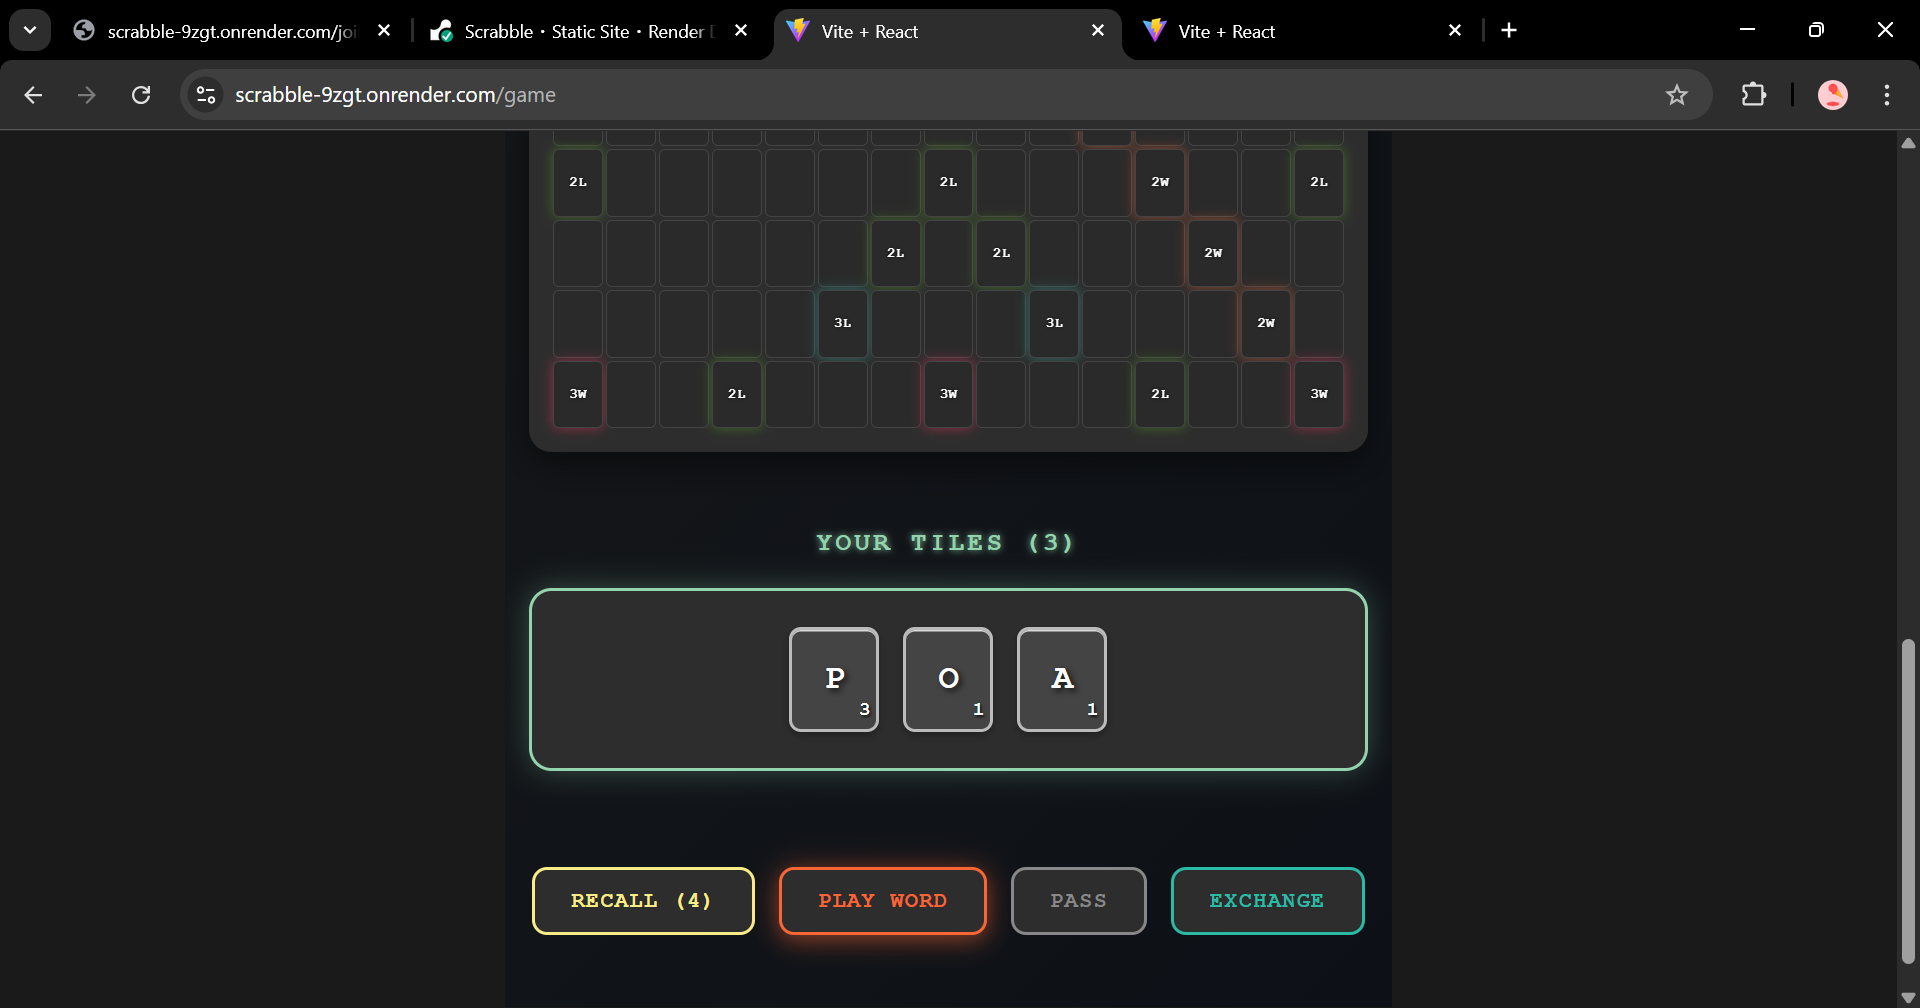 scrabble-9zgt.onrender.com/joi
Scrabble · Static Site · Render
Vite + React
Vite + React
scrabble-9zgt.onrender.com/game
2L 2L 2W 2L
2L 2L 2W
3L 3L 2W
3W 2L 3W 2L 3W
YOUR TILES (3)
P 3 O 1 A 1
RECALL (4) PLAY WORD PASS EXCHANGE